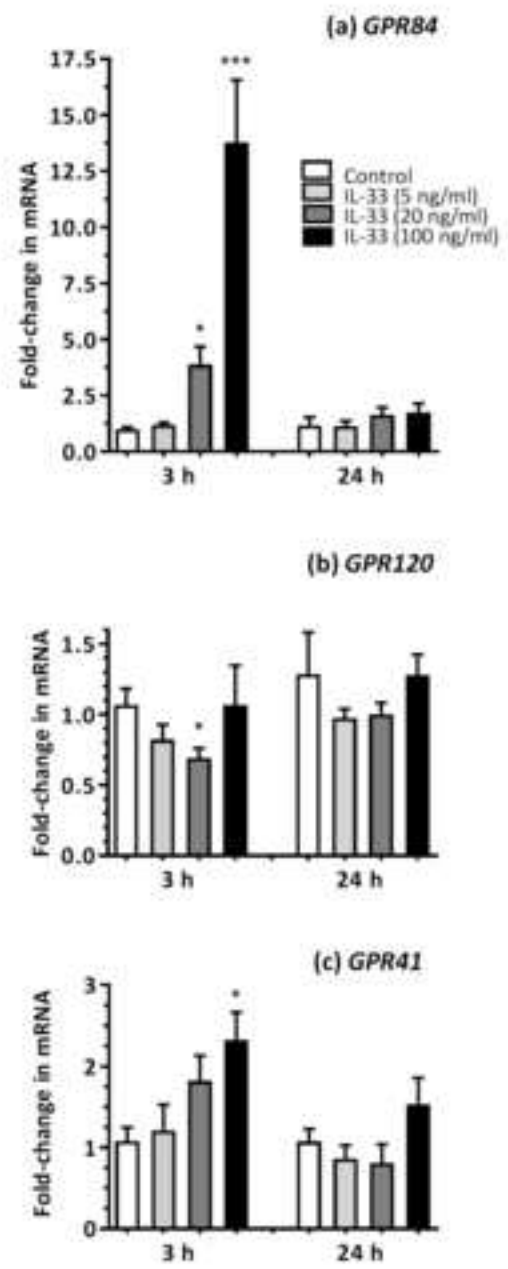 (a) GPR84
***
17.5
15.0
12.5
10.0
7.5
5.0
2.5
0.0
Fold-change in mRNA
Control
IL-33 (5 ng/ml)
IL-33 (20 ng/ml)
IL-33 (100 ng/ml)
*
3 h
24 h
(b) GPR120
1.5
1.0
0.5
0.0
Fold-change in mRNA
*
3 h
24 h
(c) GPR41
3
2
1
0
Fold-change in mRNA
*
3 h
24 h